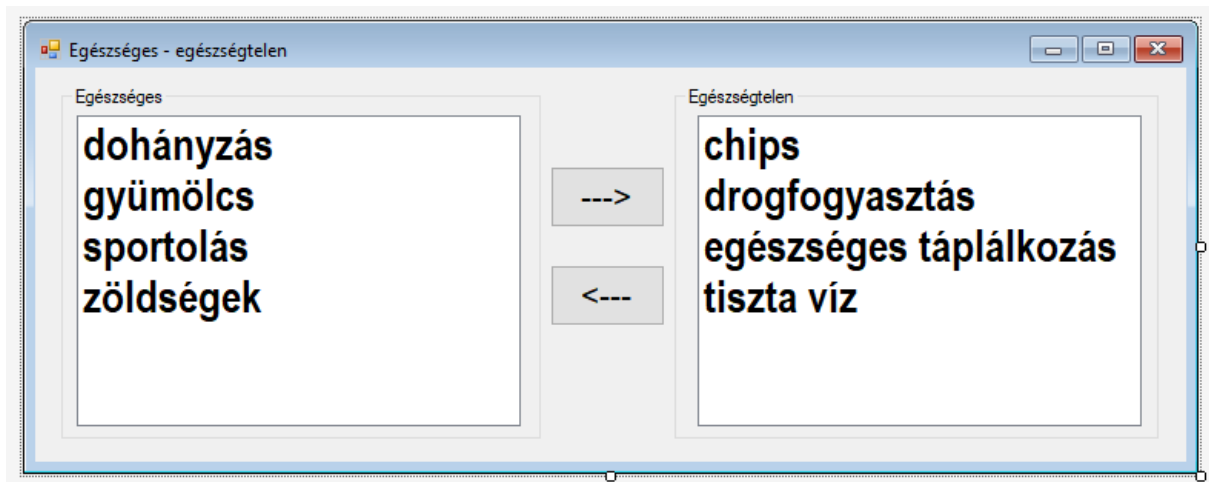 Egészséges - egészségtelen
Egészséges
dohányzás
gyümölcs
sportolás
zöldségek
--->
<---
Egészségtelen
chips
drogfogyasztás
egészséges táplálkozás
tiszta víz